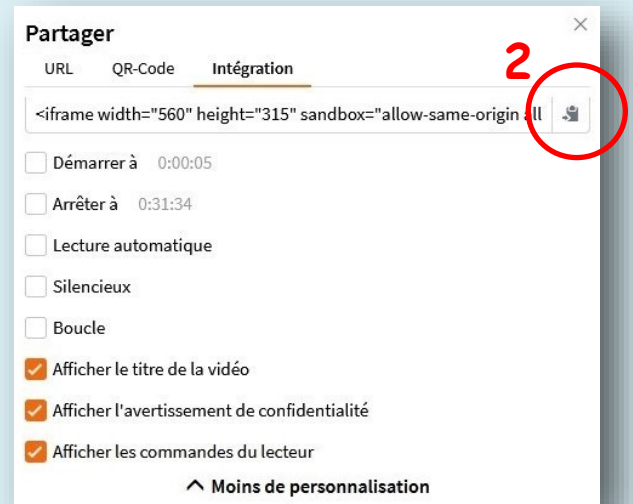 Partager
URL QR-Code Intégration
2
<iframe width="560" height="315" sandbox="allow-same-origin all
Démarrer à 0:00:05
Arrêter à 0:31:34
Lecture automatique
Silencieux
Boucle
Afficher le titre de la vidéo
Afficher l'avertissement de confidentialité
Afficher les commandes du lecteur
Moins de personnalisation